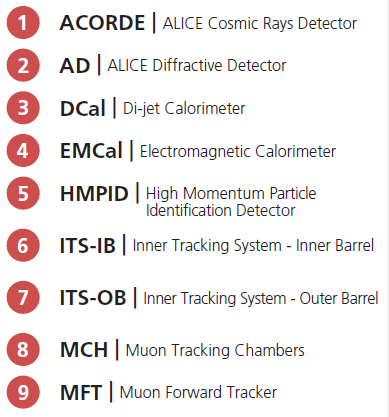 1 ACORDE | ALICE Cosmic Rays Detector
2 AD | ALICE Diffractive Detector
3 DCal | Di-jet Calorimeter
4 EMCal | Electromagnetic Calorimeter
5 HMPID | High Momentum Particle
Identification Detector
6 ITS-IB | Inner Tracking System - Inner Barrel
7 ITS-OB | Inner Tracking System - Outer Barrel
8 MCH | Muon Tracking Chambers
9 MFT | Muon Forward Tracker